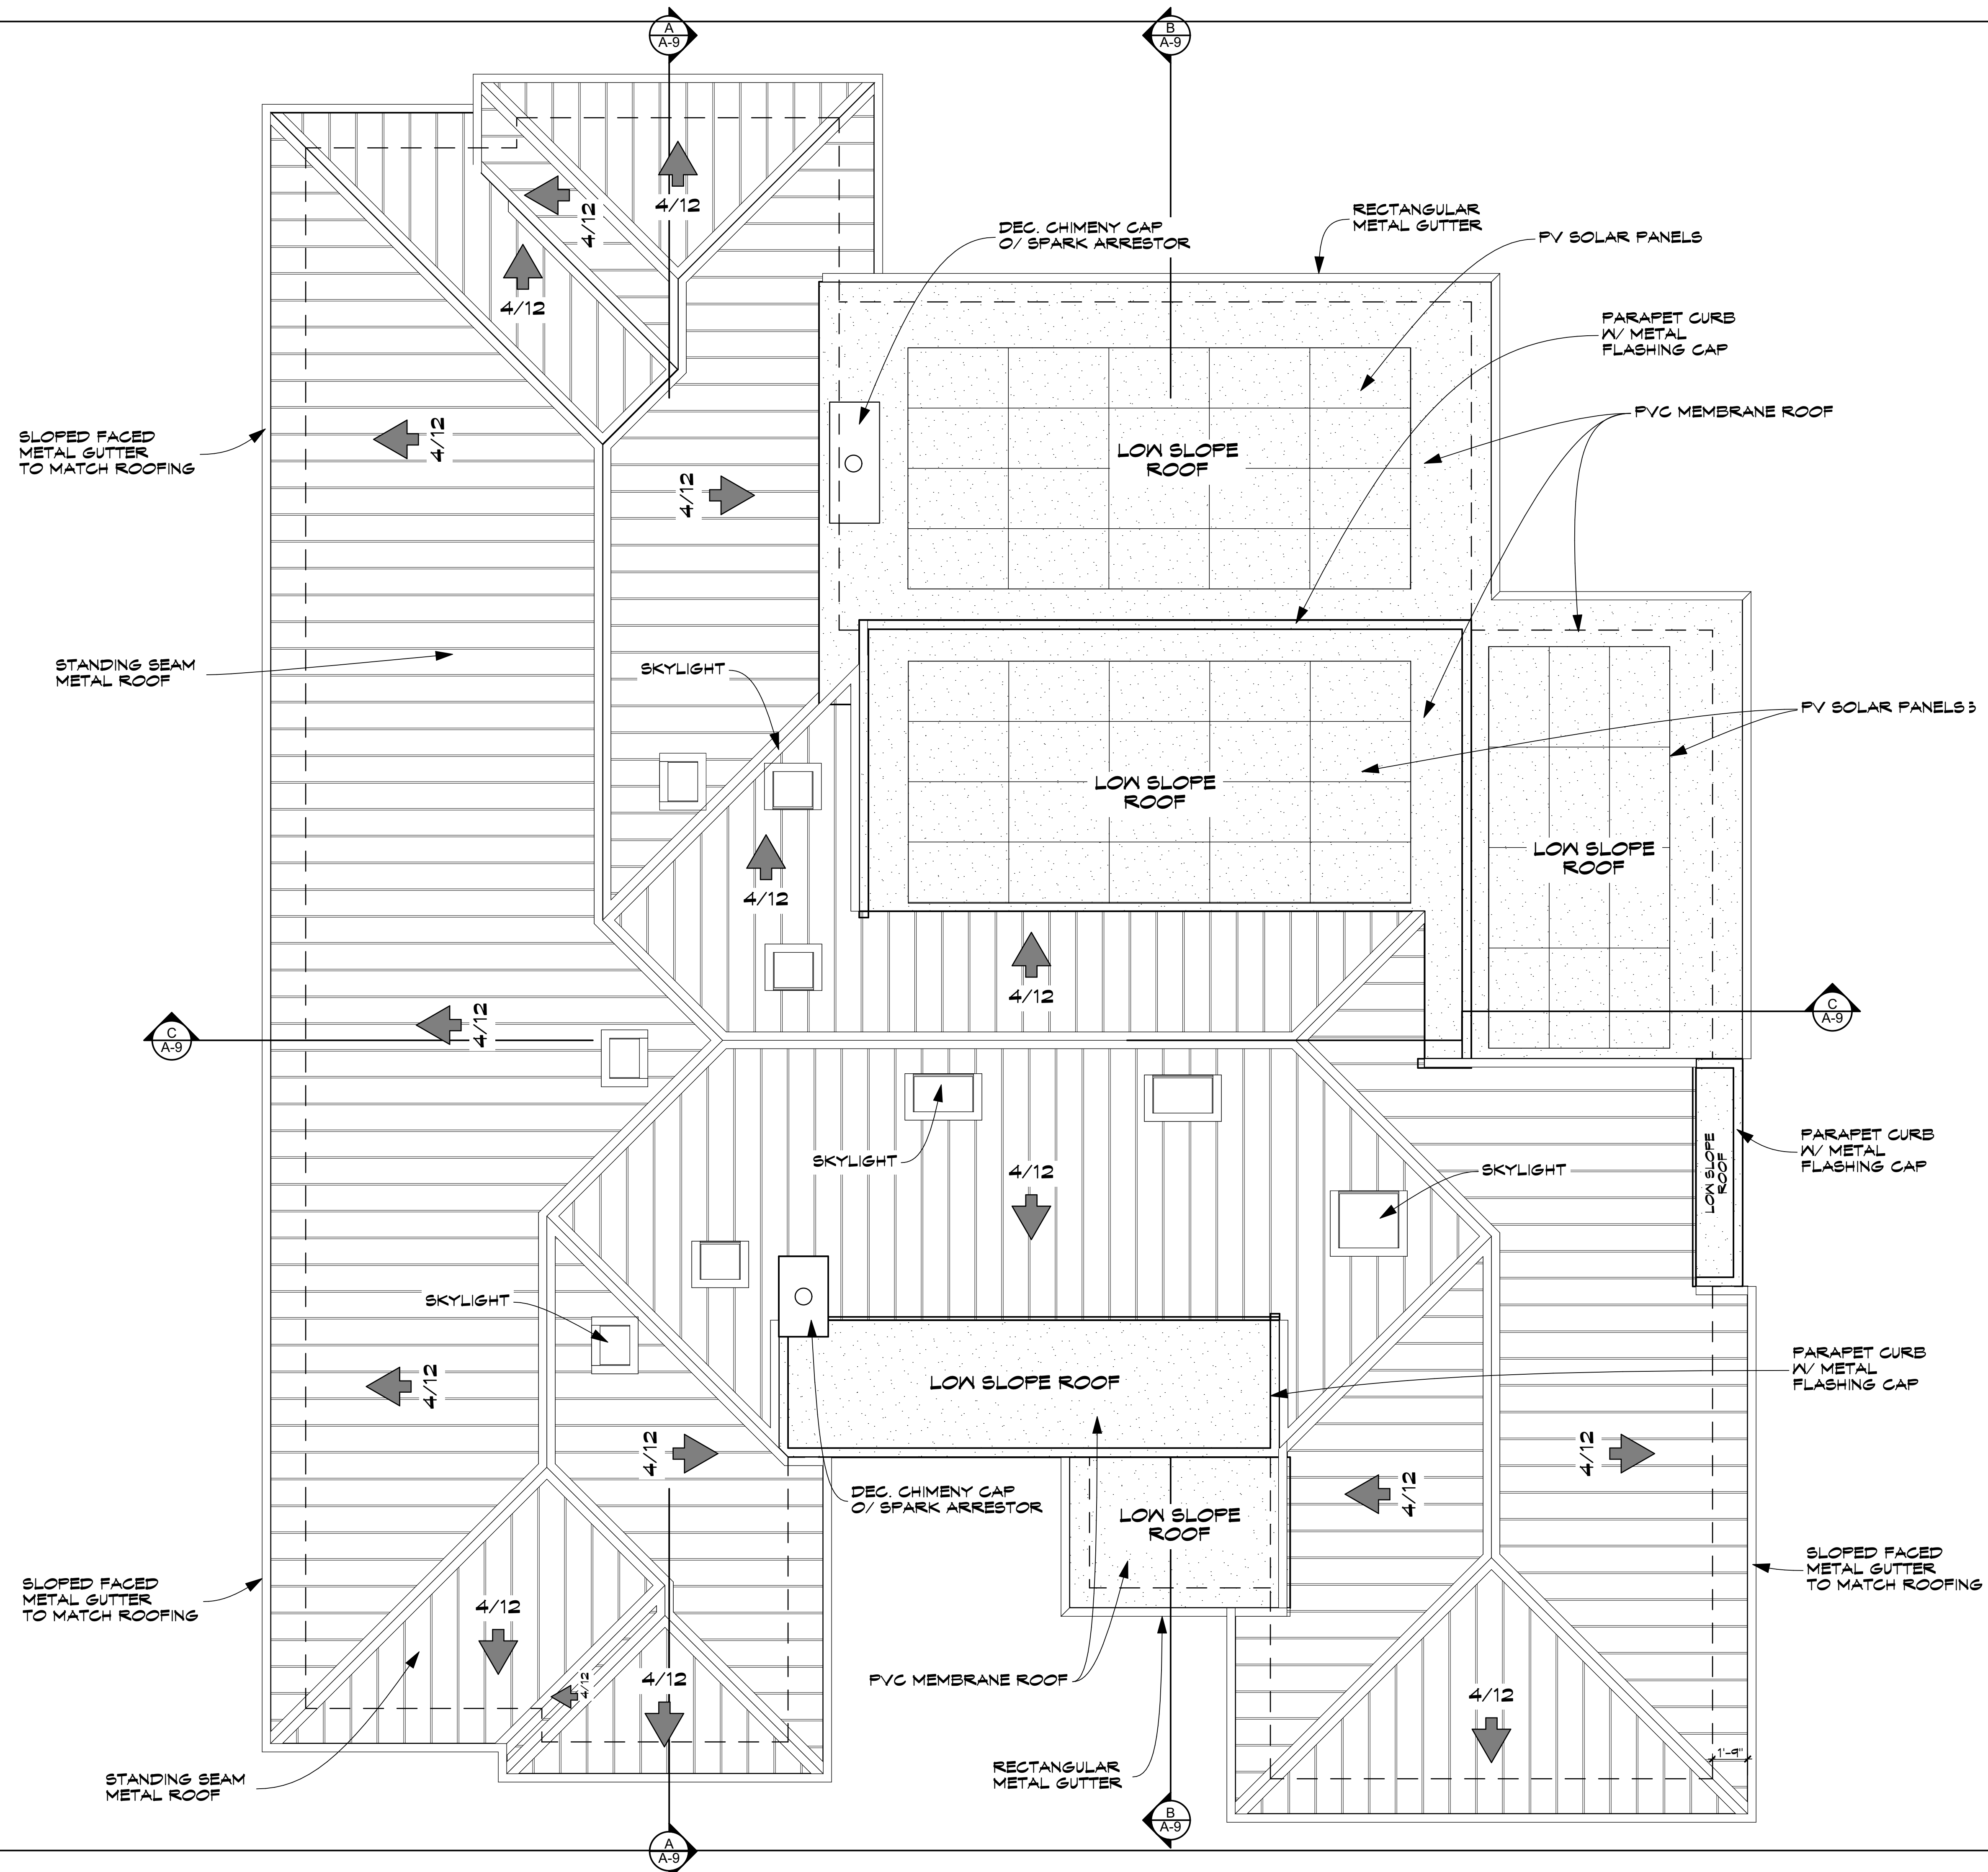 A
A-9
B
A-9
4/12
4/12
4/12
DEC. CHIMENY CAP
O/ SPARK ARRESTOR
RECTANGULAR
METAL GUTTER
PV SOLAR PANELS
PARAPET CURB
W/ METAL
FLASHING CAP
PVC MEMBRANE ROOF
SLOPED FACED
METAL GUTTER
TO MATCH ROOFING
4/12
4/12
LOW SLOPE
ROOF
STANDING SEAM
METAL ROOF
SKYLIGHT
PV SOLAR PANELS
LOW SLOPE
ROOF
LOW SLOPE
ROOF
4/12
4/12
4/12
C
A-9
C
A-9
SKYLIGHT
4/12
SKYLIGHT
LOW SLOPE
ROOF
PARAPET CURB
W/ METAL
FLASHING CAP
SKYLIGHT
4/12
LOW SLOPE ROOF
PARAPET CURB
W/ METAL
FLASHING CAP
4/12
4/12
4/12
DEC. CHIMENY CAP
O/ SPARK ARRESTOR
LOW SLOPE
ROOF
SLOPED FACED
METAL GUTTER
TO MATCH ROOFING
4/12
4/12
4/12
PVC MEMBRANE ROOF
4/12
SLOPED FACED
METAL GUTTER
TO MATCH ROOFING
1'-9"
STANDING SEAM
METAL ROOF
RECTANGULAR
METAL GUTTER
A
A-9
B
A-9